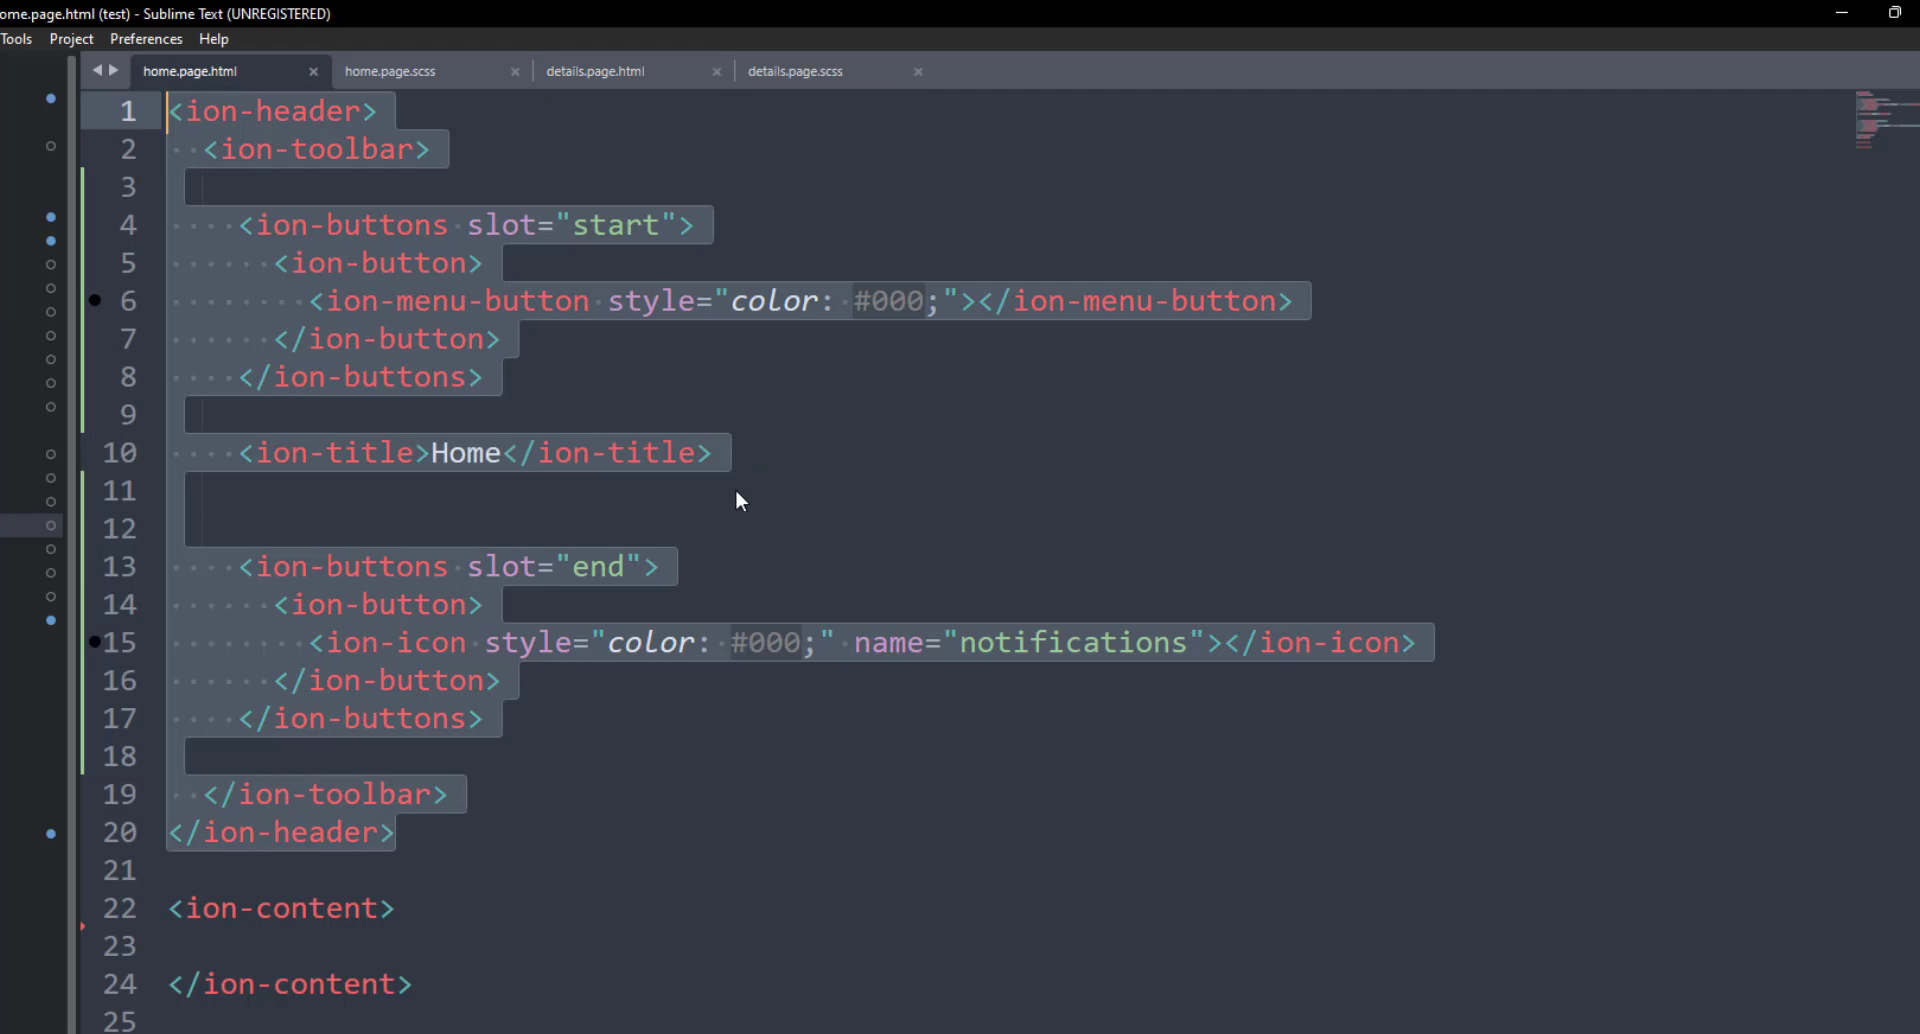 ome.page.html (test) - Sublime Text (UNREGISTERED)
Tools Project Preferences Help
home.page.html home.page.scss details.page.html details.page.scss
1 <ion-header>
2 <ion-toolbar>
3
4 <ion-buttons slot="start">
5 <ion-button>
6 <ion-menu-button style="color: #000;"></ion-menu-button>
7 </ion-button>
8 </ion-buttons>
9
10 <ion-title>Home</ion-title>
11
12
13 <ion-buttons slot="end">
14 <ion-button>
15 <ion-icon style="color: #000;" name="notifications"></ion-icon>
16 </ion-button>
17 </ion-buttons>
18
19 </ion-toolbar>
20 </ion-header>
21
22 <ion-content>
23
24 </ion-content>
25